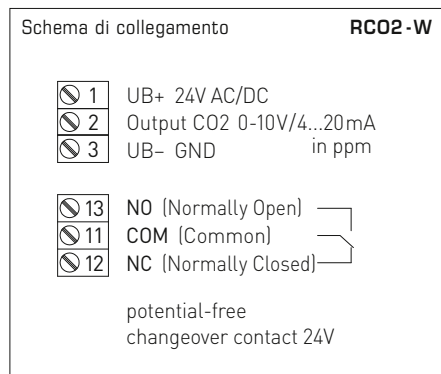 Schema di collegamento RCO2-W
1 UB+ 24V AC/DC
2 Output CO2 0-10V/4...20mA
3 UB– GND in ppm
13 NO (Normally Open)
11 COM (Common)
12 NC (Normally Closed)
potential-free
changeover contact 24V